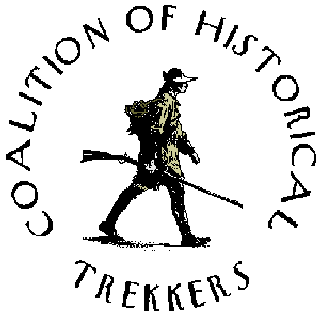 COALITION OF HISTORICAL
TREKKERS